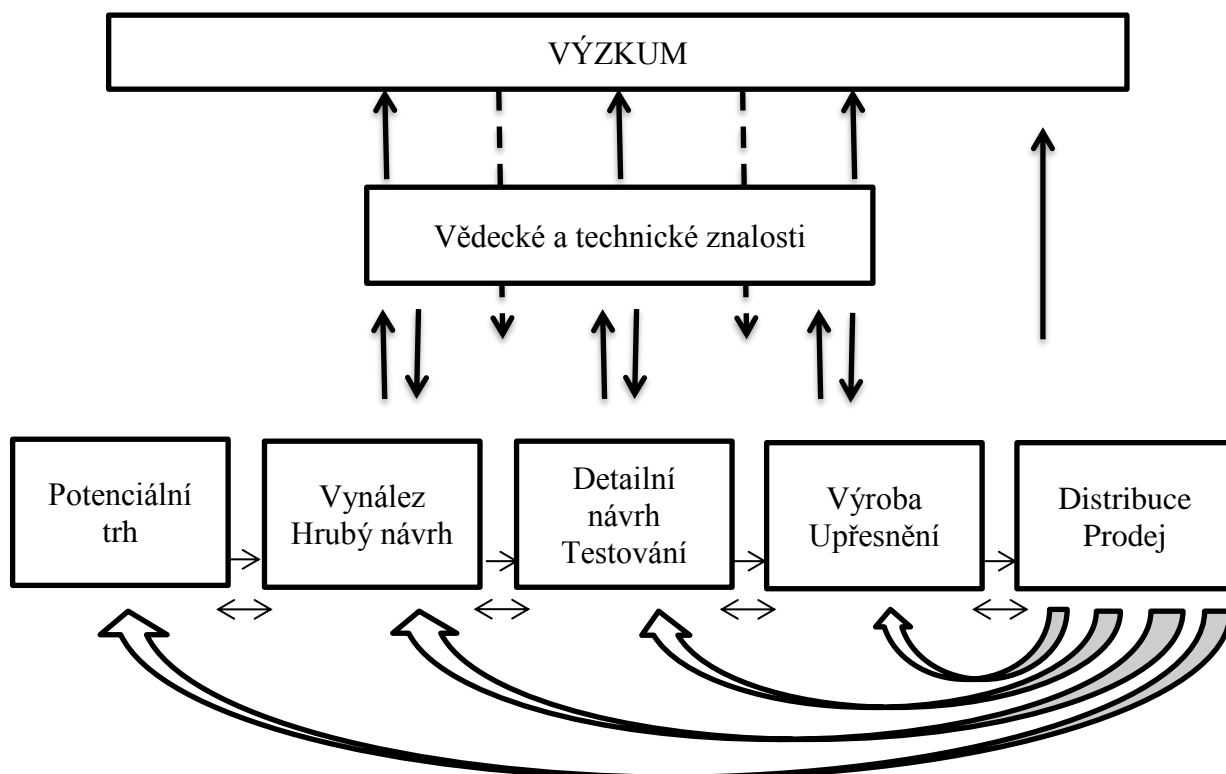 VÝZKUM
Vědecké a technické znalosti
Potenciální
trh
Vynález
Hrubý návrh
Detailní
návrh
Testování
Výroba
Upřesnění
Distribuce
Prodej